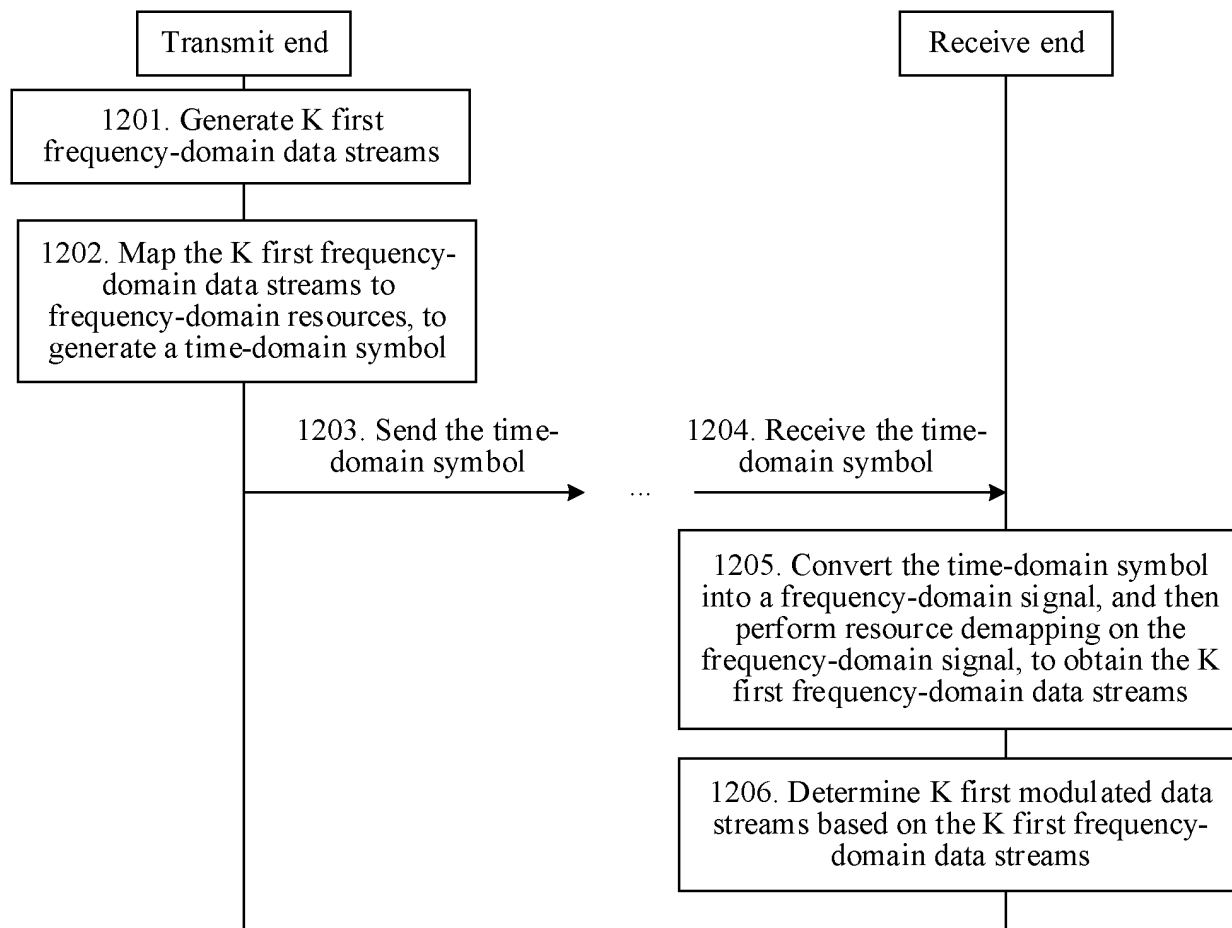 Transmit end
Receive end
1201. Generate K first
frequency-domain data streams
1202. Map the K first frequency-
domain data streams to
frequency-domain resources, to
generate a time-domain symbol
1203. Send the time-
domain symbol
...
1204. Receive the time-
domain symbol
1205. Convert the time-domain symbol
into a frequency-domain signal, and then
perform resource demapping on the
frequency-domain signal, to obtain the K
first frequency-domain data streams
1206. Determine K first modulated data
streams based on the K first frequency-
domain data streams